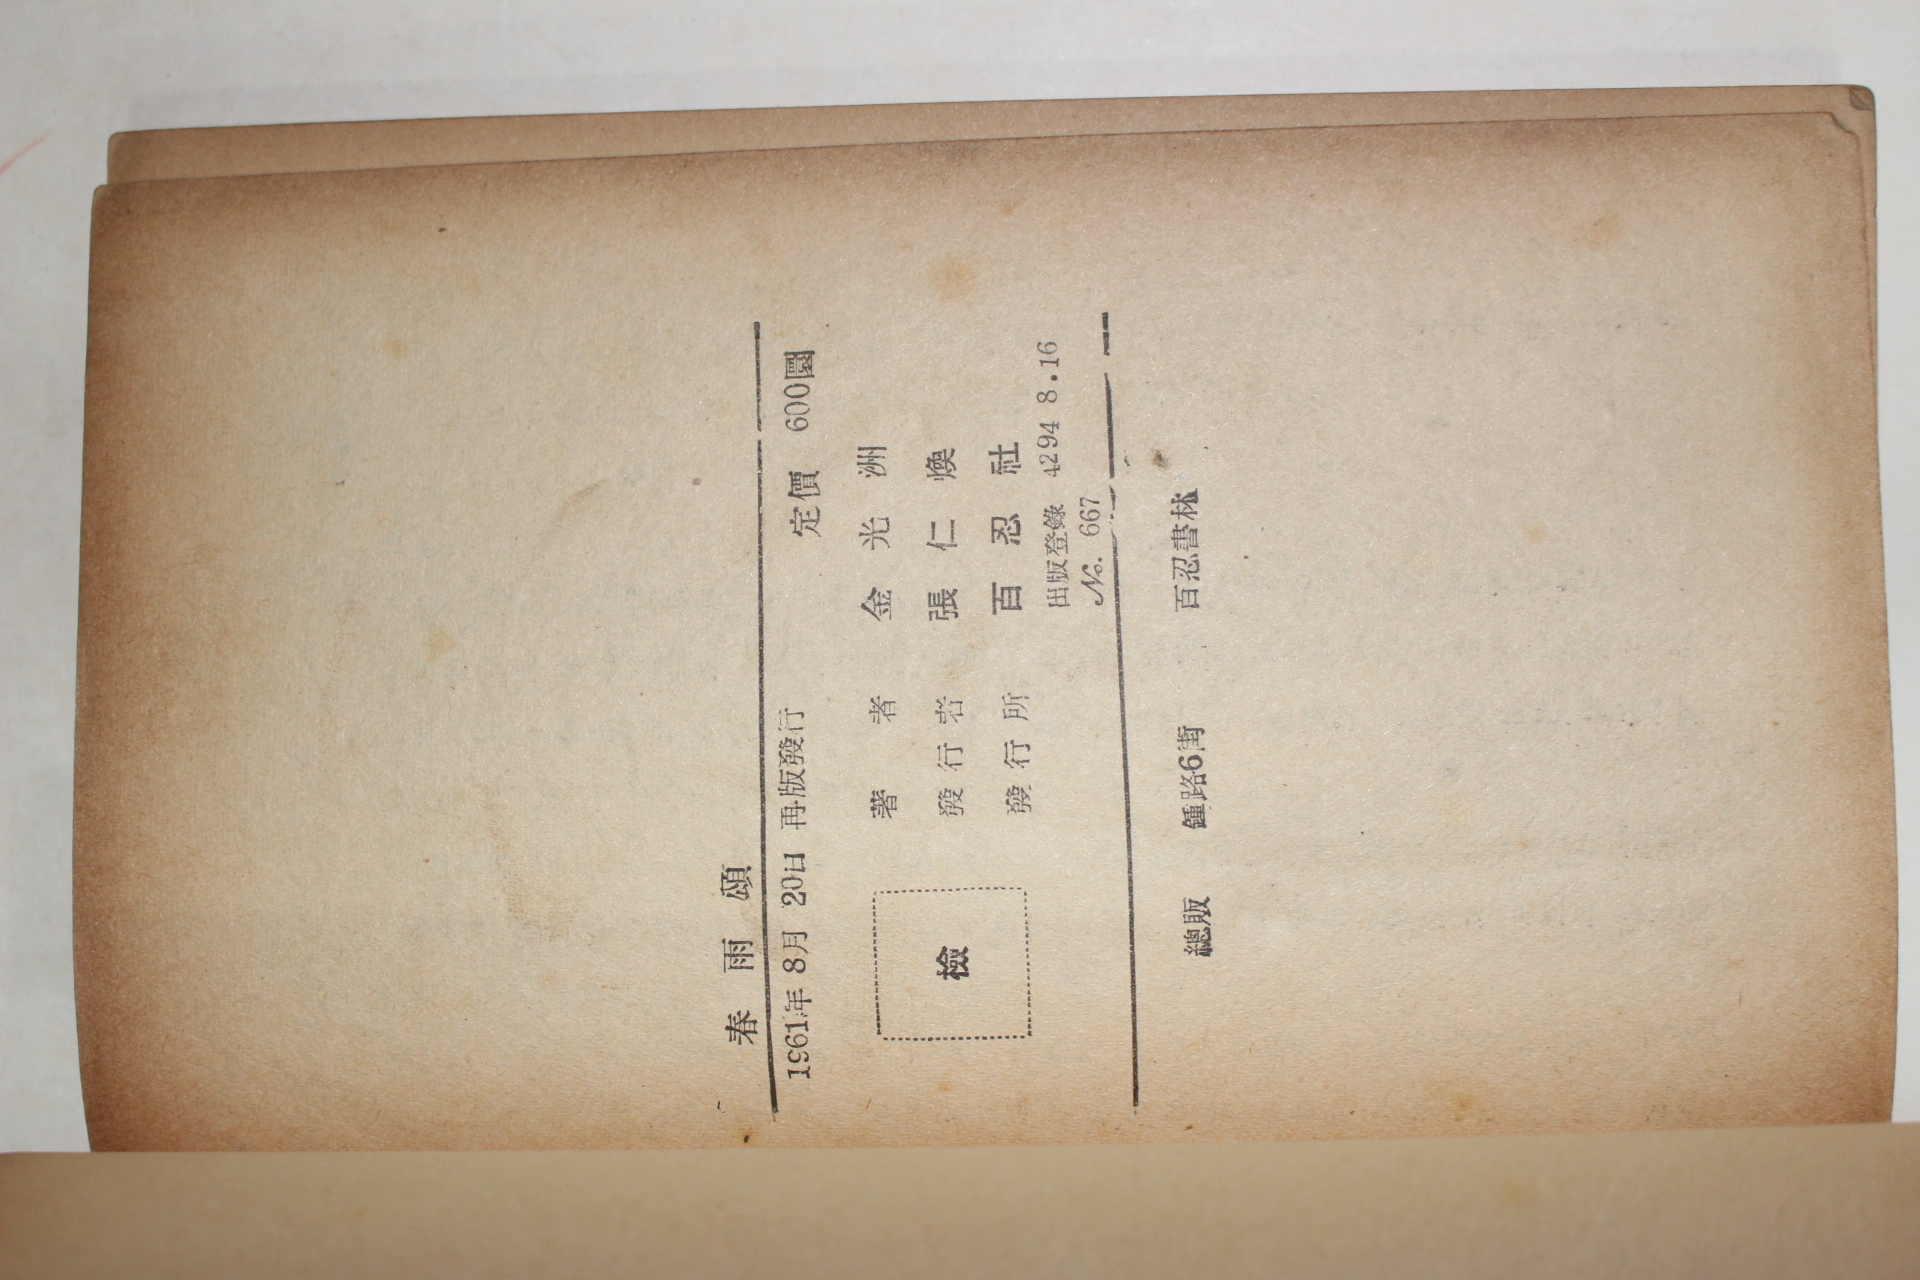 春雨頌
1961年 8月 20日 再版發行 定價 600圜
著者 金光洲
發行者 張仁煥
發行所 百忍社
出版登錄 4294 8.16
No. 667
檢
總販 鍾路6街 百忍書林